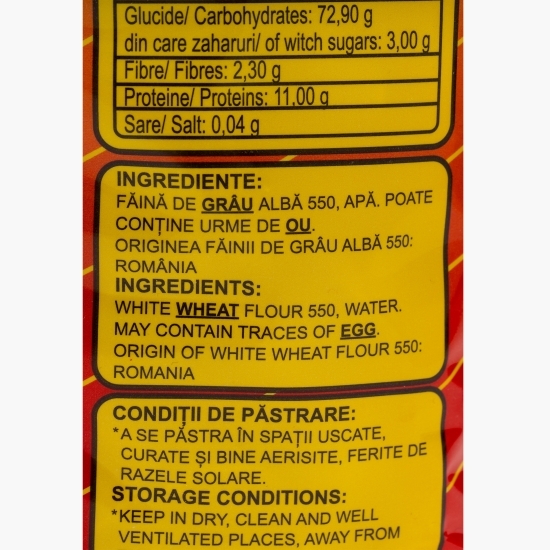 Glucide/ Carbohydrates: 72,90 g
din care zaharuri/ of witch sugars: 3,00 g
Fibre/ Fibres: 2,30 g
Proteine/ Proteins: 11,00 g
Sare/ Salt: 0,04 g
INGREDIENTE:
FĂINĂ DE GRÂU ALBĂ 550, APĂ. POATE
CONȚINE URME DE OU.
ORIGINEA FĂINII DE GRÂU ALBĂ 550:
ROMÂNIA
INGREDIENTS:
WHITE WHEAT FLOUR 550, WATER.
MAY CONTAIN TRACES OF EGG.
ORIGIN OF WHITE WHEAT FLOUR 550:
ROMANIA
CONDIȚII DE PĂSTRARE:
*A SE PĂSTRA ÎN SPAȚII USCATE,
CURATE ȘI BINE AERISITE, FERITE DE
RAZELE SOLARE.
STORAGE CONDITIONS:
*KEEP IN DRY, CLEAN AND WELL
VENTILATED PLACES, AWAY FROM